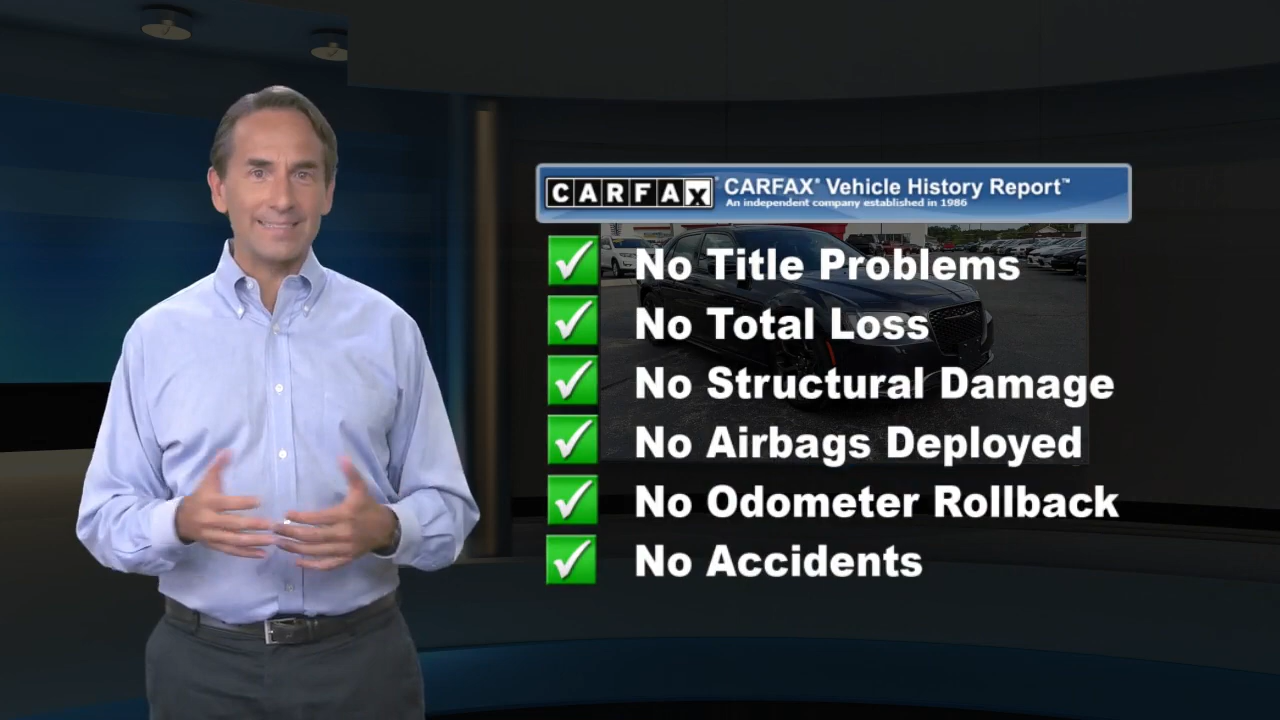 CARFAX
CARFAX® Vehicle History Report™
An independent company established in 1986
No Title Problems
No Total Loss
No Structural Damage
No Airbags Deployed
No Odometer Rollback
No Accidents